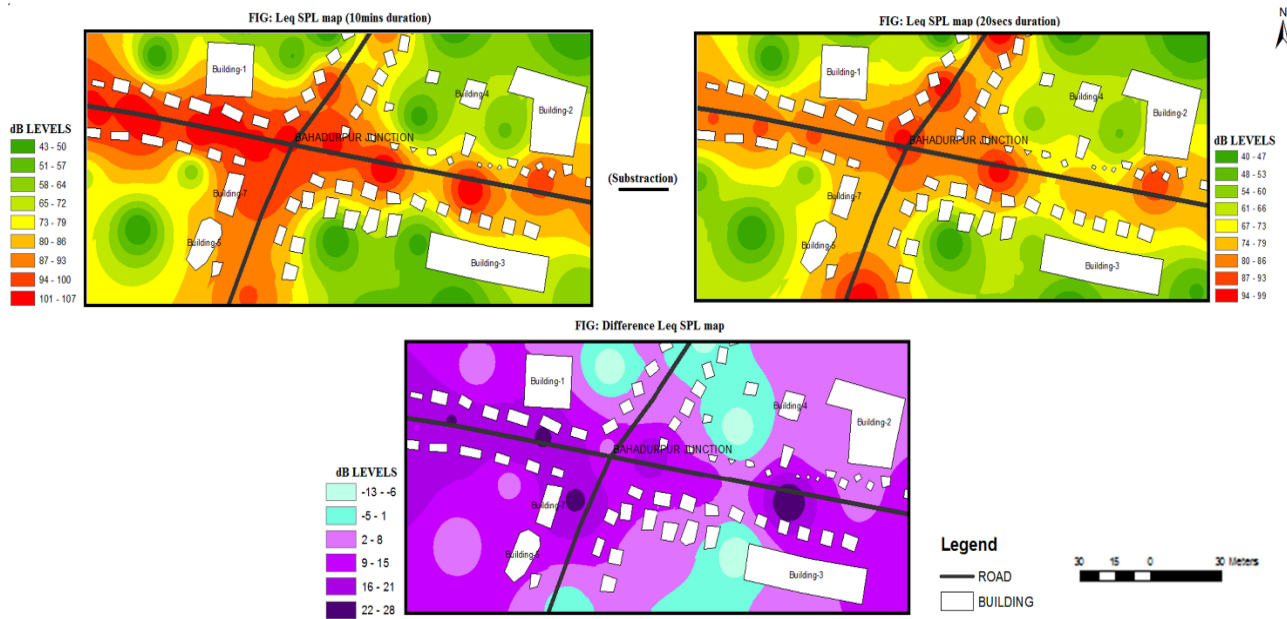 FIG: Leq SPL map (10mins duration)
Building-1
Building-4
Building-2
BAHADURPUR JUNCTION
Building-7
Building-5
Building-3
dB LEVELS
43 - 50
51 - 57
58 - 64
65 - 72
73 - 79
80 - 86
87 - 93
94 - 100
101 - 107
(Substraction)
FIG: Leq SPL map (20secs duration)
N
Building-1
Building-4
Building-2
BAHADURPUR JUNCTION
Building-7
Building-3
dB LEVELS
40 - 47
48 - 53
54 - 60
61 - 66
67 - 73
74 - 79
80 - 86
87 - 93
94 - 99
FIG: Difference Leq SPL map
Building-1
Building-4
Building-2
BAHADURPUR JUNCTION
Building-7
Building-3
dB LEVELS
-13 - -6
-5 - 1
2 - 8
9 - 15
16 - 21
22 - 28
Legend
ROAD
BUILDING
30 15 0 30 Meters